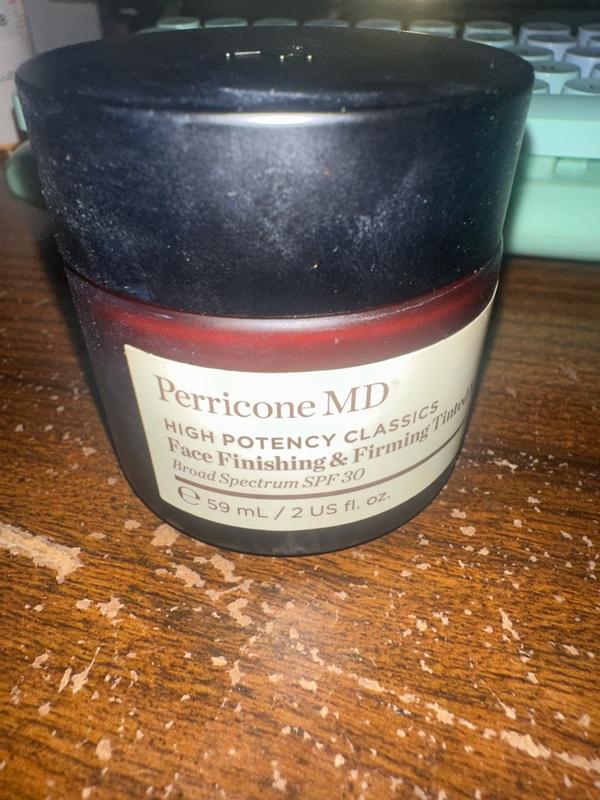 Perricone MD
HIGH POTENCY CLASSICS
Face Finishing & Firming Tinted
Broad Spectrum SPF 30
℮ 59 mL / 2 US fl. oz.